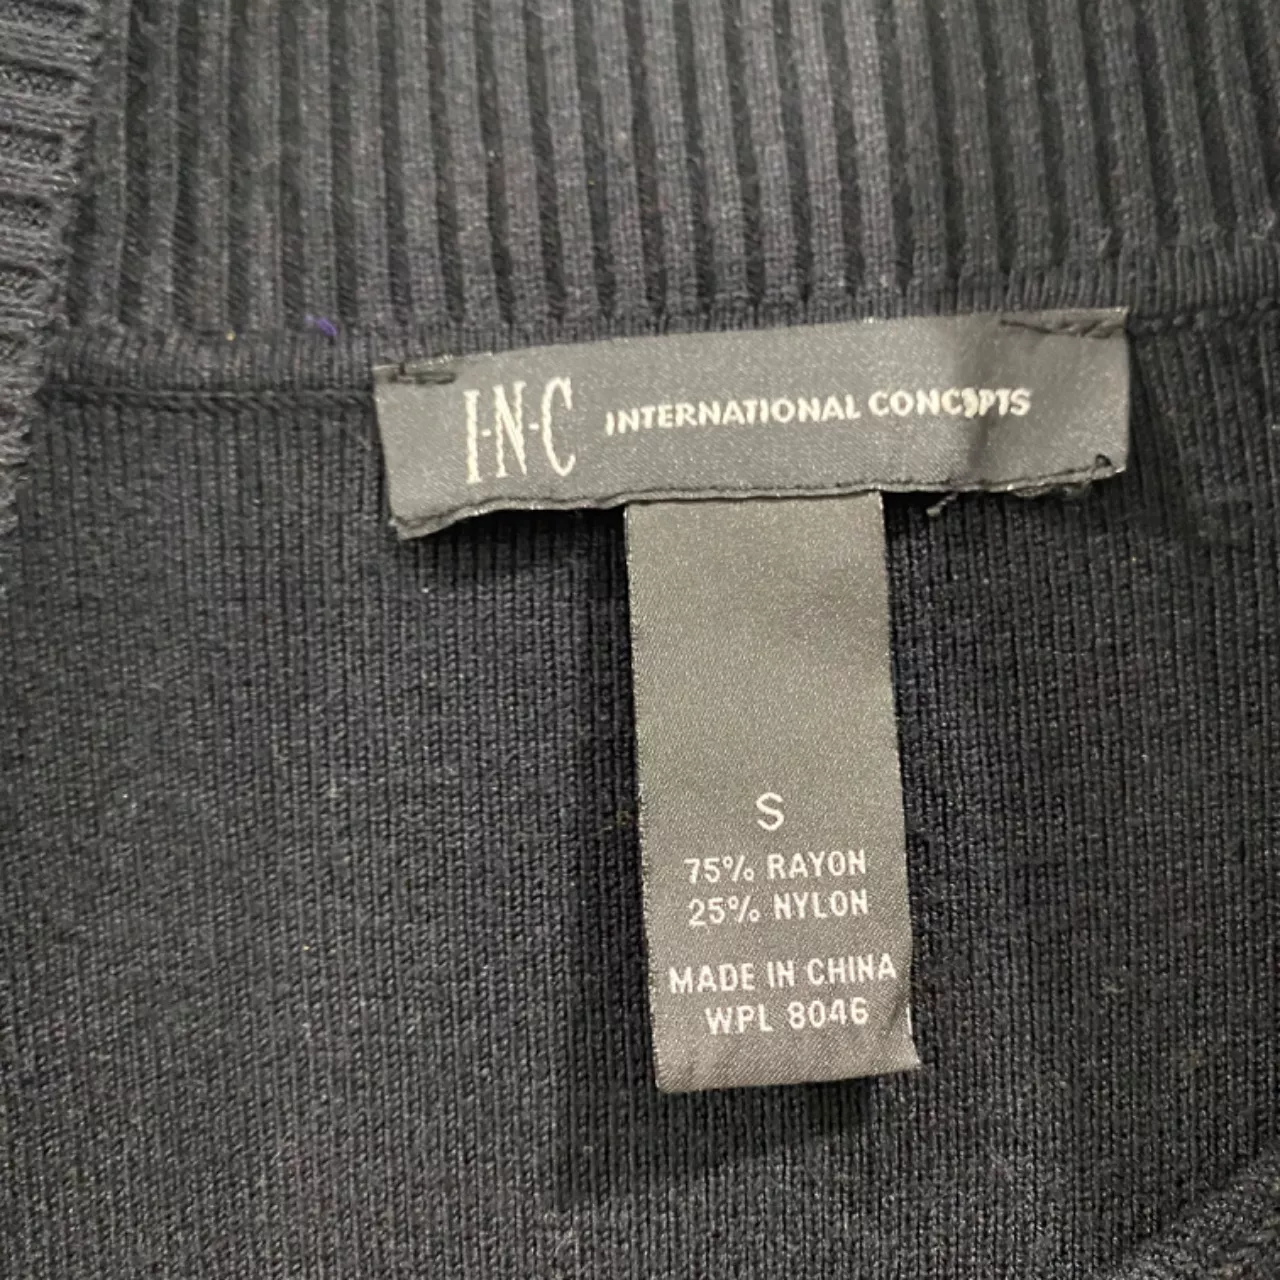 I·N·C INTERNATIONAL CONCEPTS
S
75% RAYON
25% NYLON
MADE IN CHINA
WPL 8046